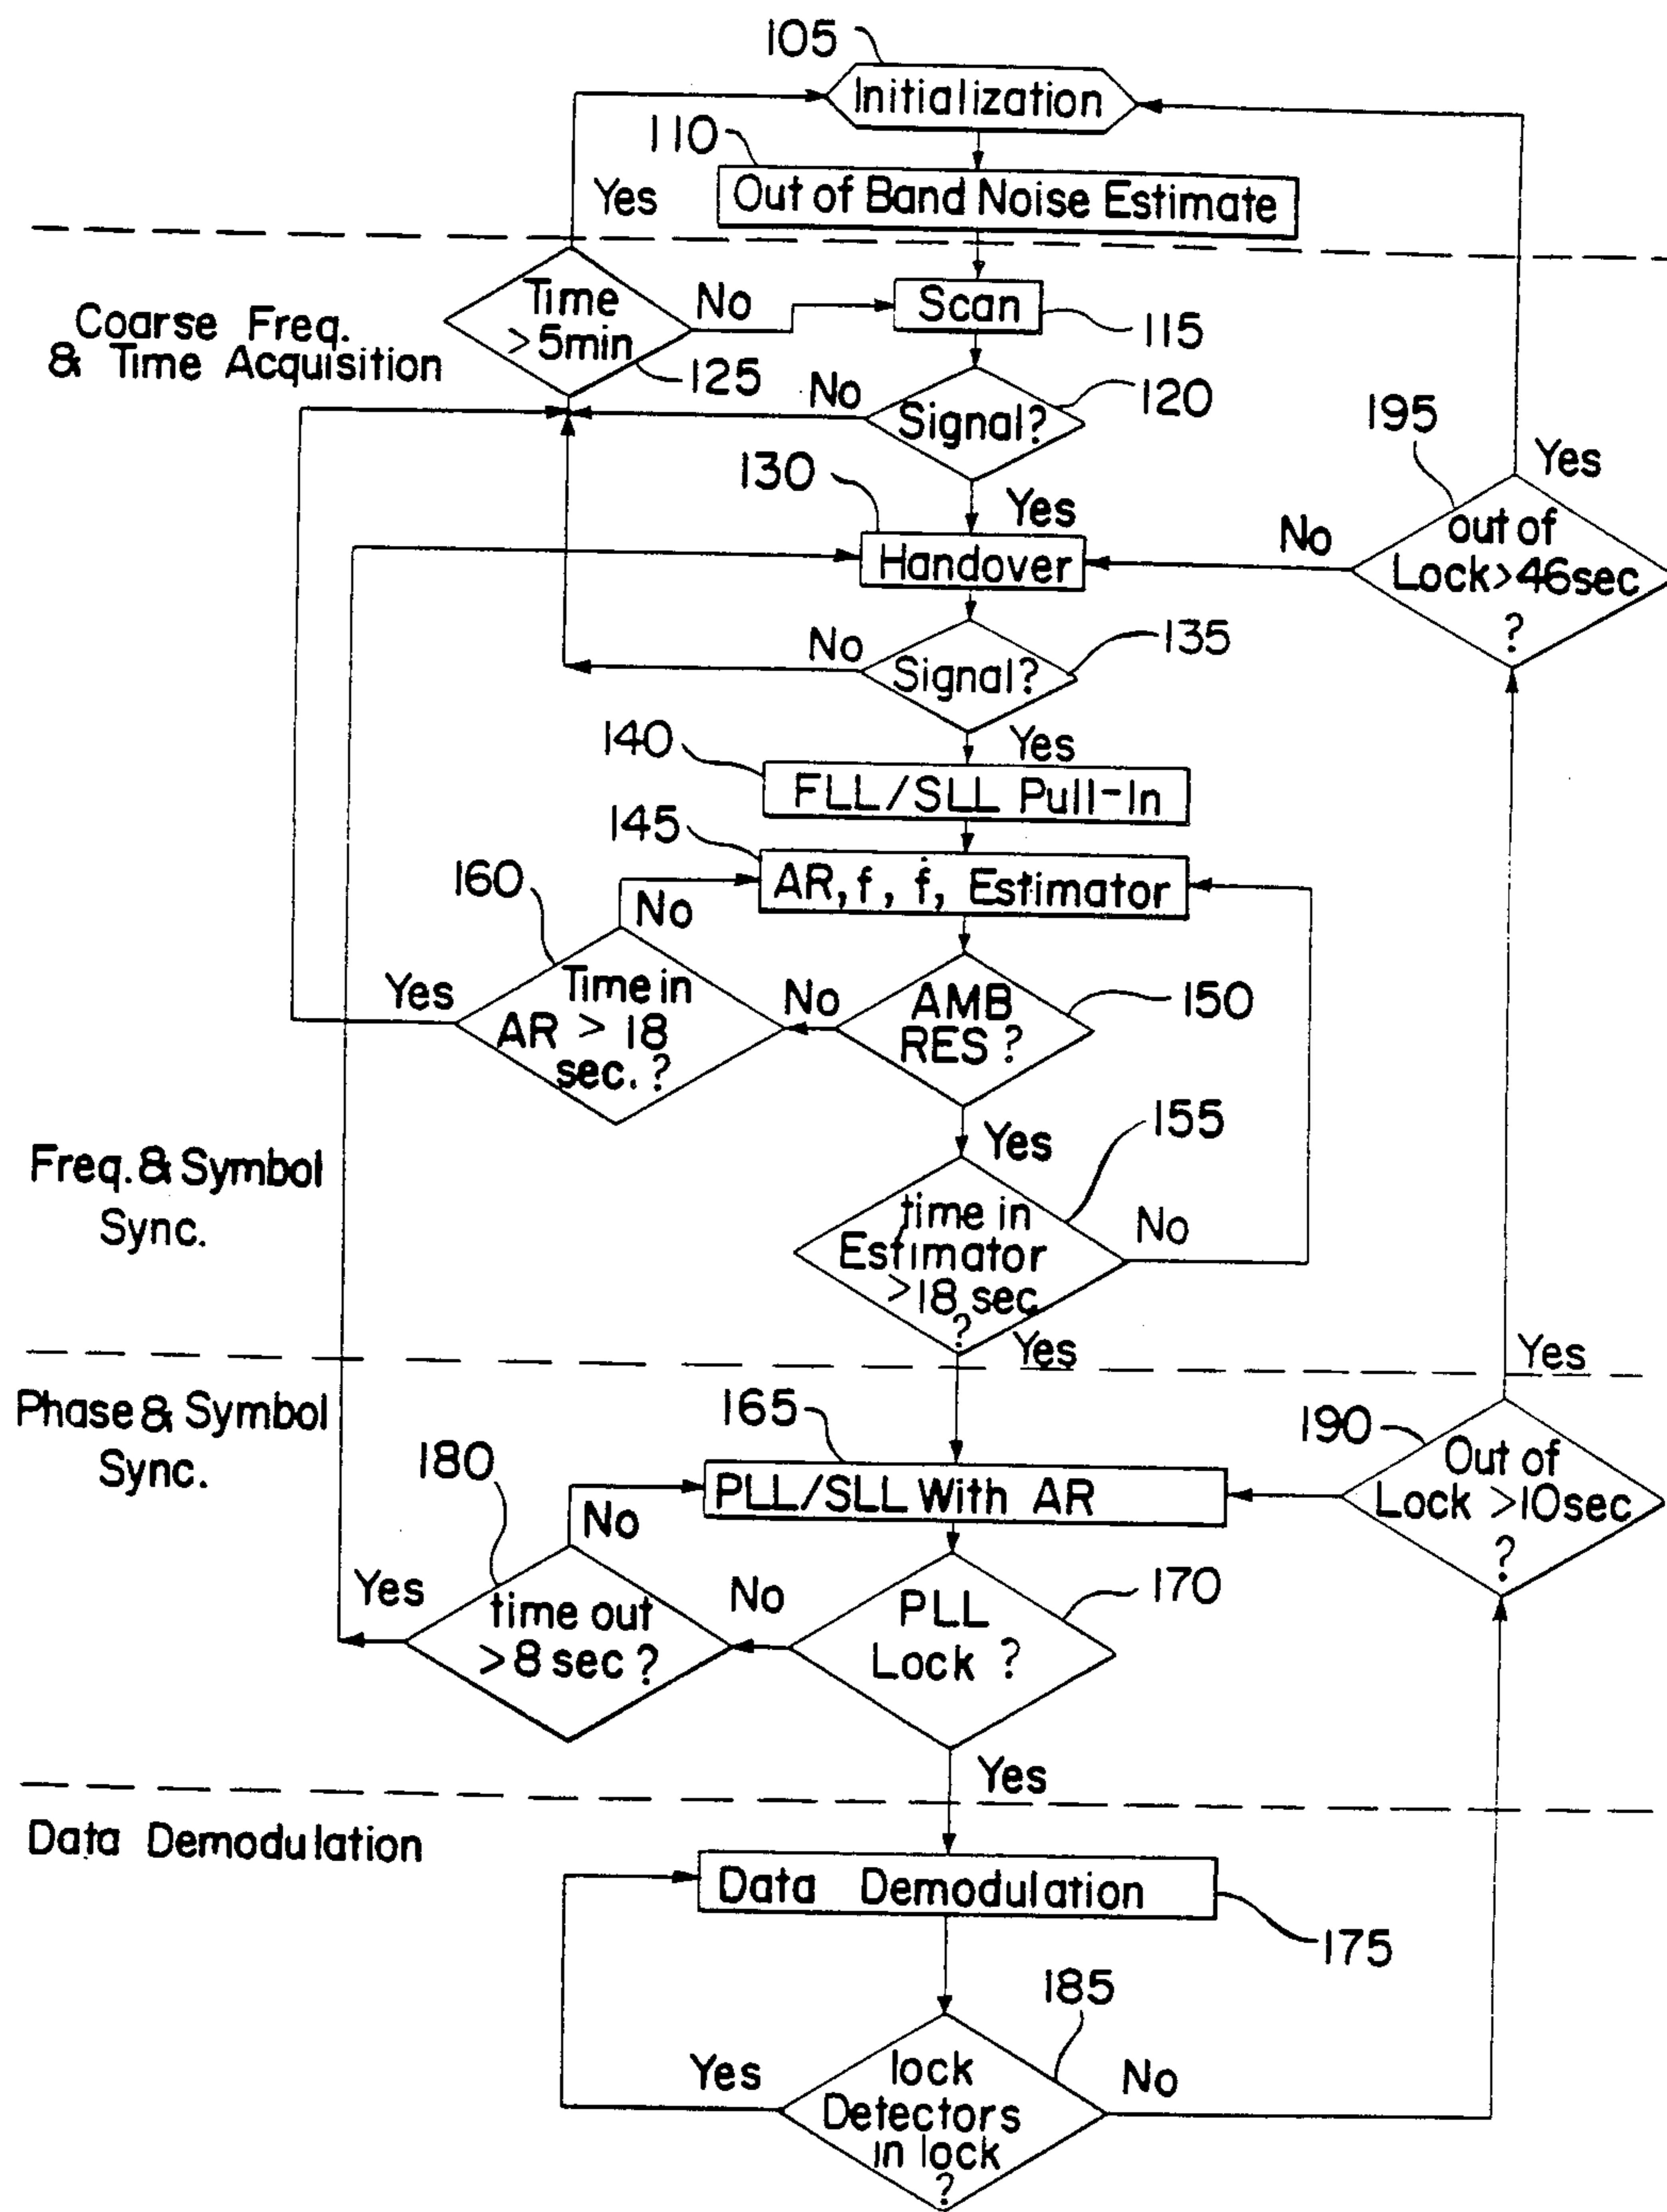 105
Initialization
110
Out of Band Noise Estimate
Yes
Coarse Freq.
& Time Acquisition
Time
>5min
125
No
Scan
115
No
Signal?
120
130
Yes
Handover
No
195
Yes
out of
Lock>46sec
?
No
Signal?
135
140
Yes
FLL/SLL Pull-In
145
AR, f, ḟ, Estimator
160
No
Time in
AR > 18
sec. ?
Yes
No
AMB
RES ?
150
Yes
155
Freq. & Symbol
Sync.
time in
Estimator
>18 sec
?
No
Yes
Yes
Phase & Symbol
Sync.
165
PLL/SLL With AR
190
Out of
Lock >10sec
?
180
No
time out
>8 sec ?
Yes
No
PLL
Lock ?
170
Yes
Data Demodulation
Data Demodulation
175
185
Yes
lock
Detectors
in lock
?
No